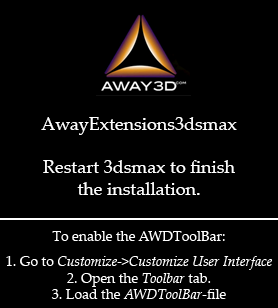 AWAY3D.COM
AwayExtensions3dsmax
Restart 3dsmax to finish
the installation.
To enable the AWDToolBar:
1. Go to Customize->Customize User Interface
2. Open the Toolbar tab.
3. Load the AWDToolBar-file